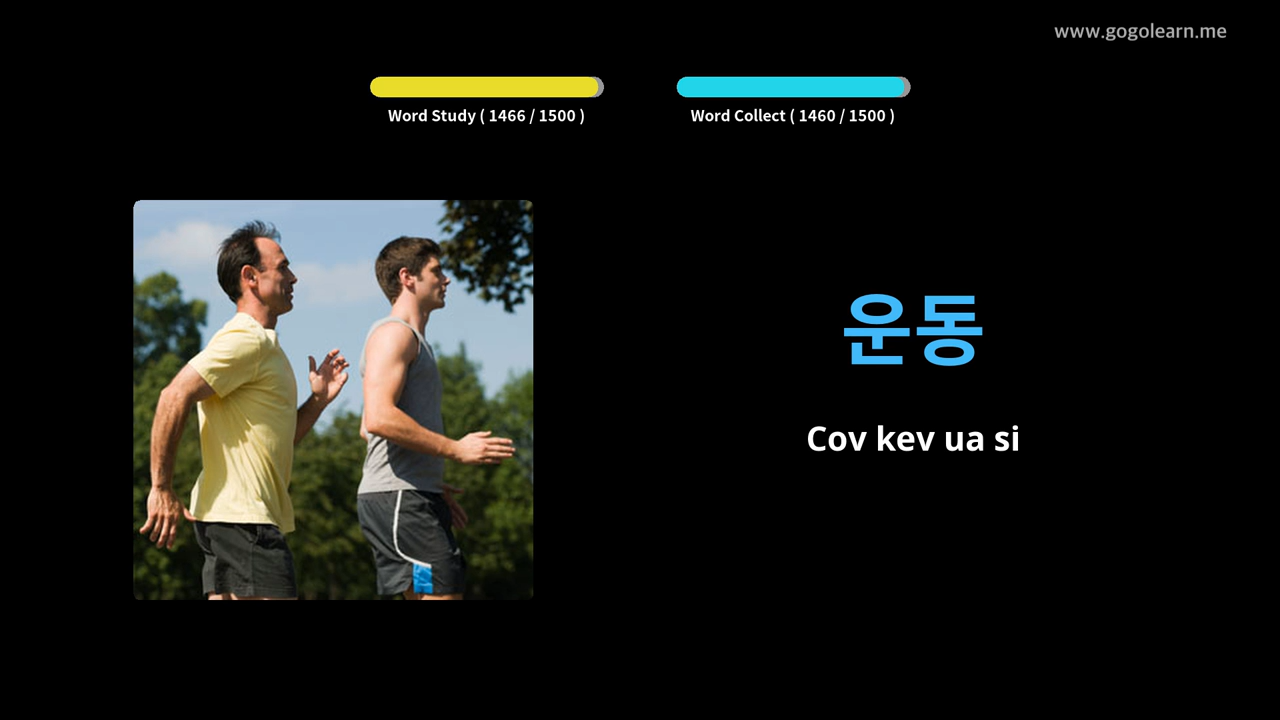 www.gogolearn.me
Word Study ( 1466 / 1500 )
Word Collect ( 1460 / 1500 )
운동
Cov kev ua si